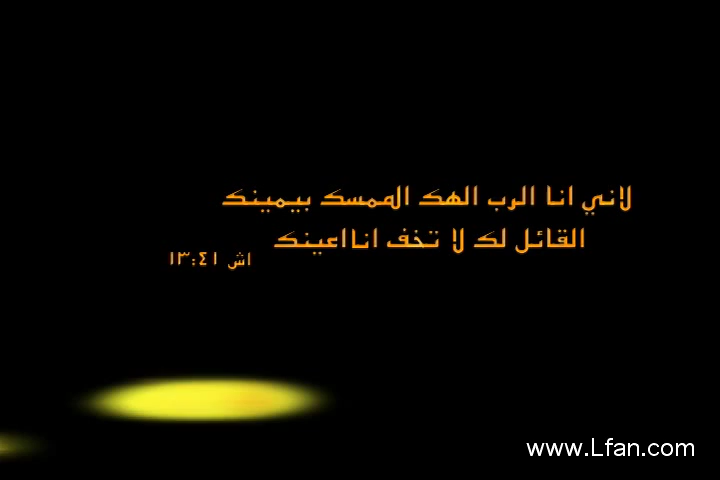 لاني انا الرب الهك الممسك بيمينك
القائل لك لا تخف انا اعينك
اش ١٣:٤١
www.Lfan.com